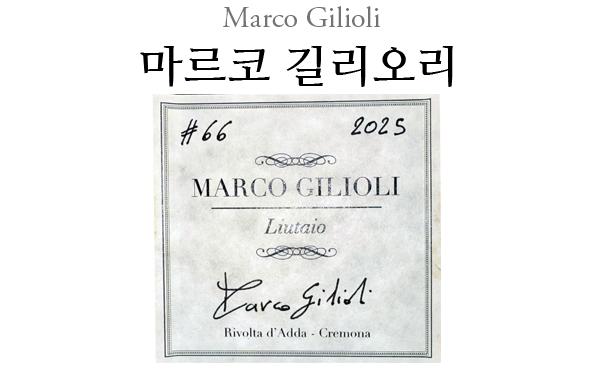 Marco Gilioli
마르코 길리오리
#66 2025
MARCO GILIOLI
Liutaio
Marco Gilioli
Rivolta d'Adda - Cremona